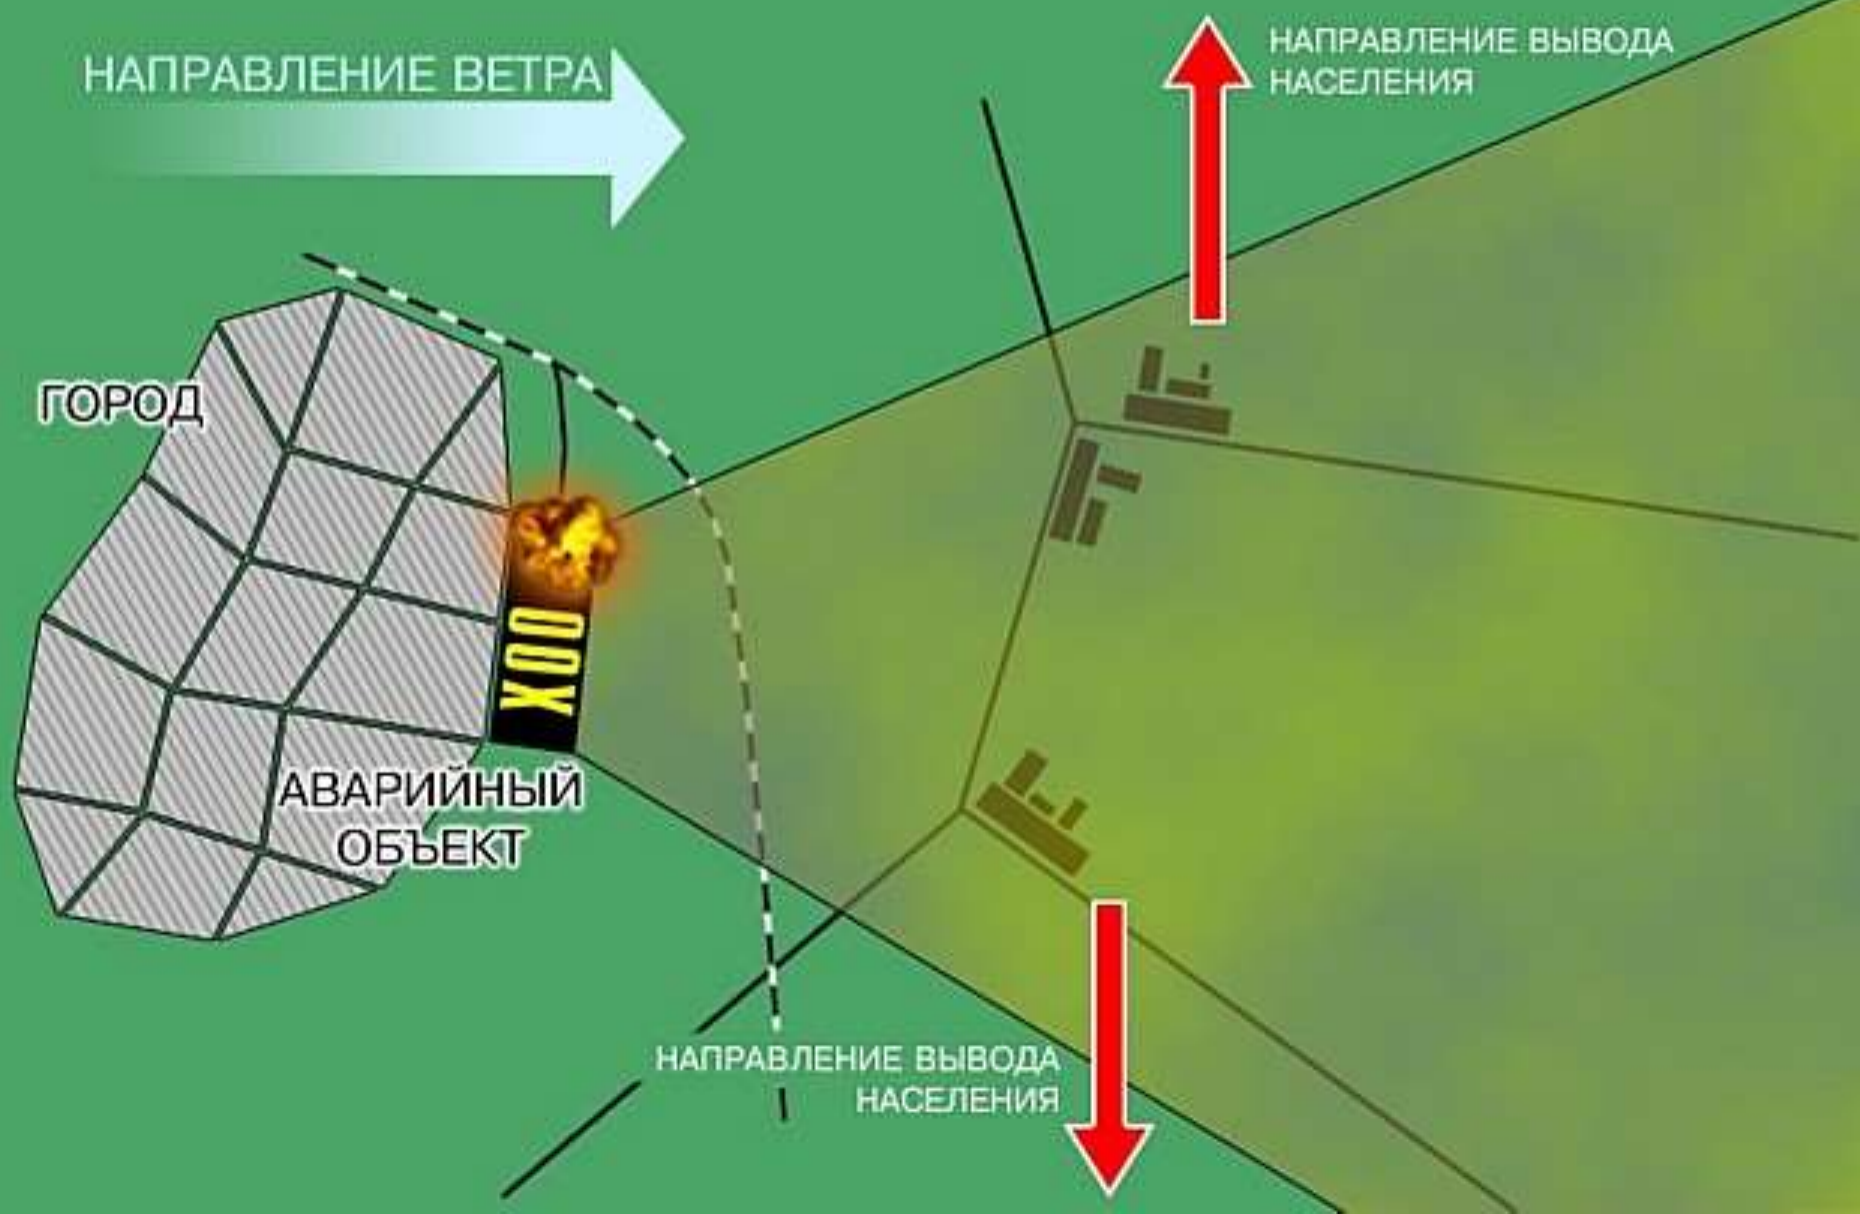 НАПРАВЛЕНИЕ ВЕТРА
НАПРАВЛЕНИЕ ВЫВОДА
НАСЕЛЕНИЯ
ГОРОД
ХОО
АВАРИЙНЫЙ
ОБЪЕКТ
НАПРАВЛЕНИЕ ВЫВОДА
НАСЕЛЕНИЯ